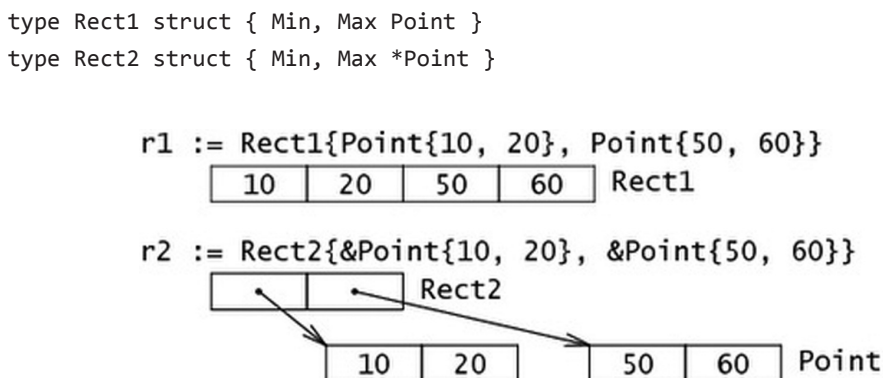 type Rect1 struct { Min, Max Point }
type Rect2 struct { Min, Max *Point }
r1 := Rect1{Point{10, 20}, Point{50, 60}}
10 20 50 60 Rect1
r2 := Rect2{&Point{10, 20}, &Point{50, 60}}
Rect2
10 20 50 60 Point